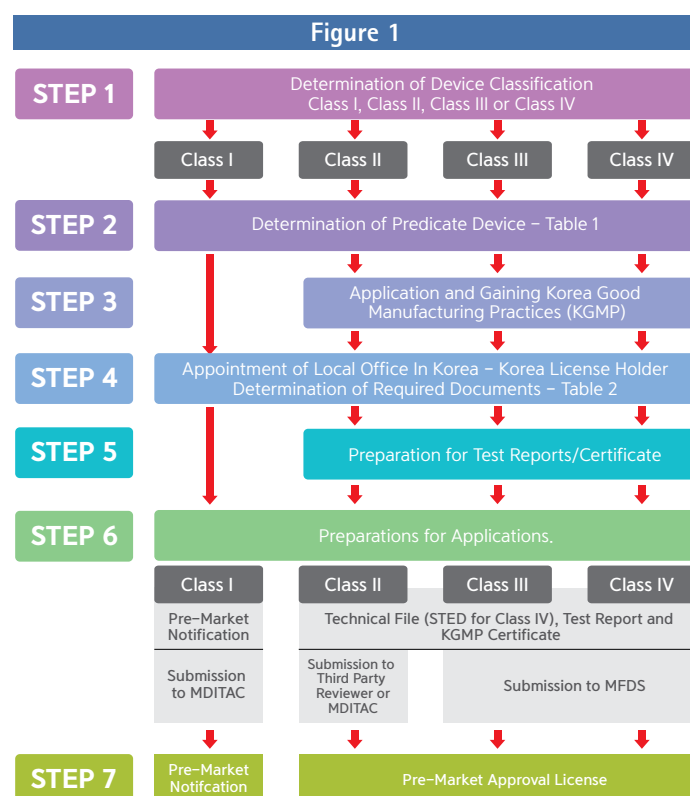 Figure 1
STEP 1
Determination of Device Classification
Class I, Class II, Class III or Class IV
Class I
Class II
Class III
Class IV
STEP 2
Determination of Predicate Device – Table 1
STEP 3
Application and Gaining Korea Good
Manufacturing Practices (KGMP)
STEP 4
Appointment of Local Office In Korea – Korea License Holder
Determination of Required Documents – Table 2
STEP 5
Preparation for Test Reports/Certificate
STEP 6
Preparations for Applications.
Class I
Class II
Class III
Class IV
Pre-Market
Notification
Technical File (STED for Class IV), Test Report and
KGMP Certificate
Submission
to MDITAC
Submission to
Third Party
Reviewer or
MDITAC
Submission to MFDS
STEP 7
Pre-Market
Notifcation
Pre-Market Approval License